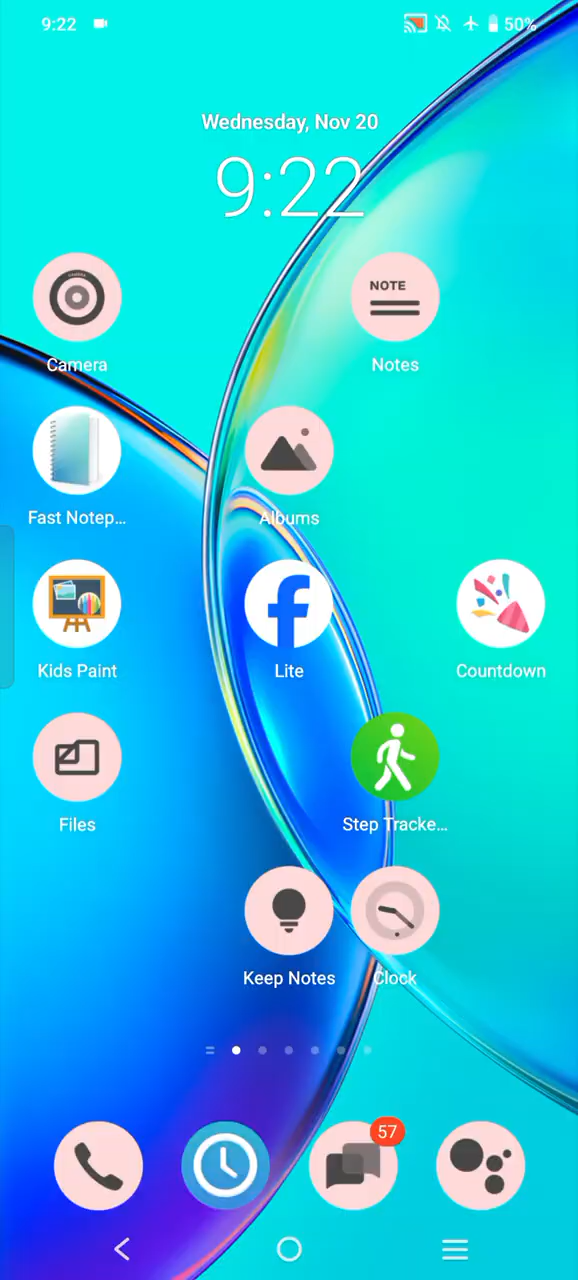 9:22
50%
Wednesday, Nov 20
9:22
NOTE
Camera
Notes
Fast Notep...
Albums
Kids Paint
Lite
Countdown
Files
Step Tracke...
Keep Notes
Clock
57